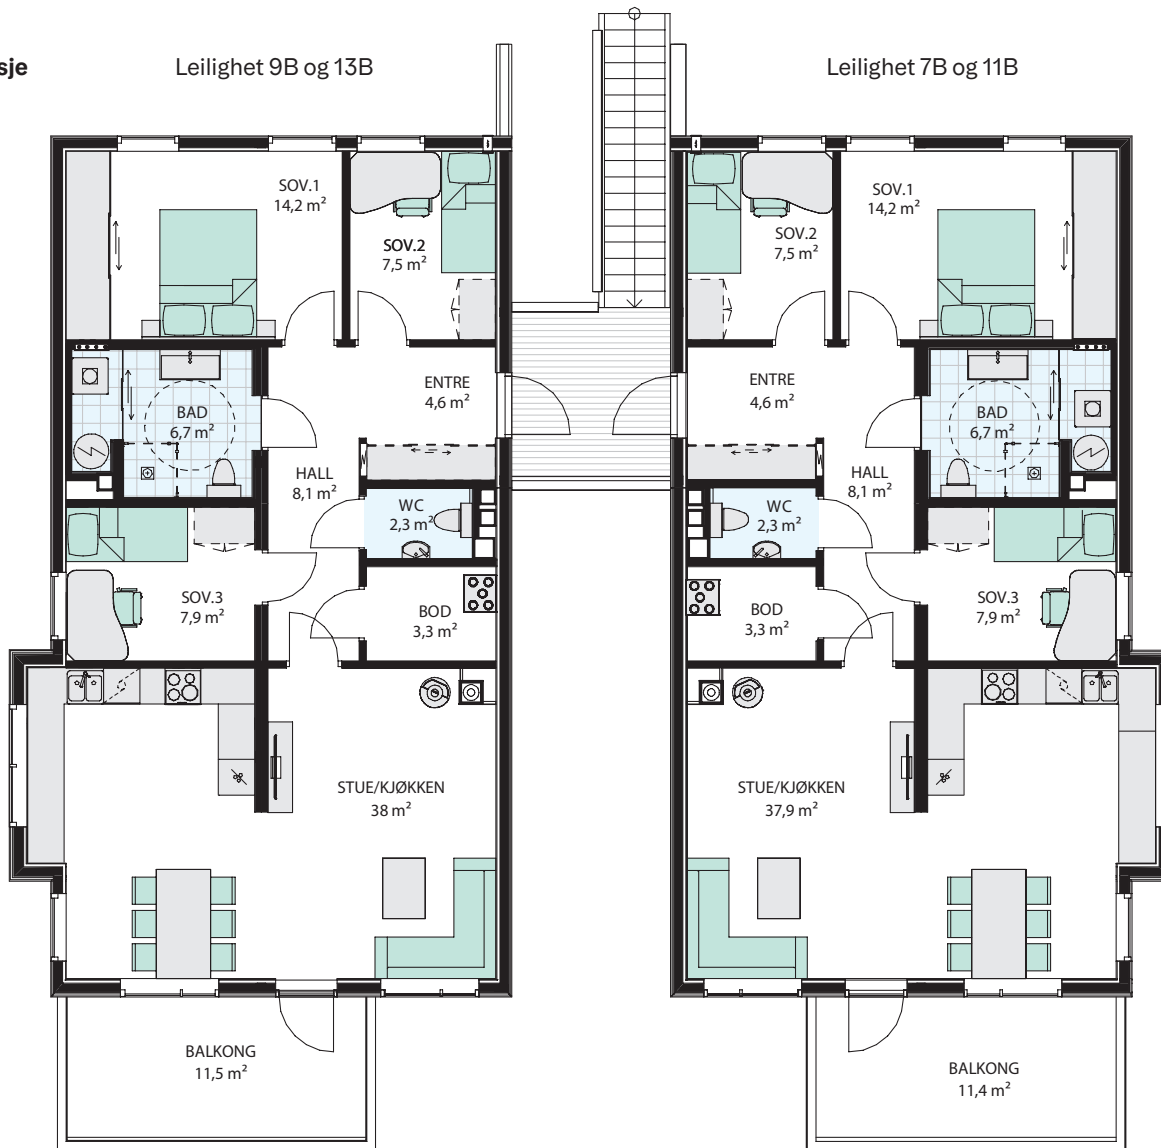 sje
Leilighet 9B og 13B
Leilighet 7B og 11B
SOV.1
14,2 m²
SOV.2
7,5 m²
ENTRE
4,6 m²
BAD
6,7 m²
HALL
8,1 m²
WC
2,3 m²
SOV.3
7,9 m²
BOD
3,3 m²
STUE/KJØKKEN
38 m²
BALKONG
11,5 m²
SOV.1
14,2 m²
SOV.2
7,5 m²
ENTRE
4,6 m²
BAD
6,7 m²
HALL
8,1 m²
WC
2,3 m²
SOV.3
7,9 m²
BOD
3,3 m²
STUE/KJØKKEN
37,9 m²
BALKONG
11,4 m²